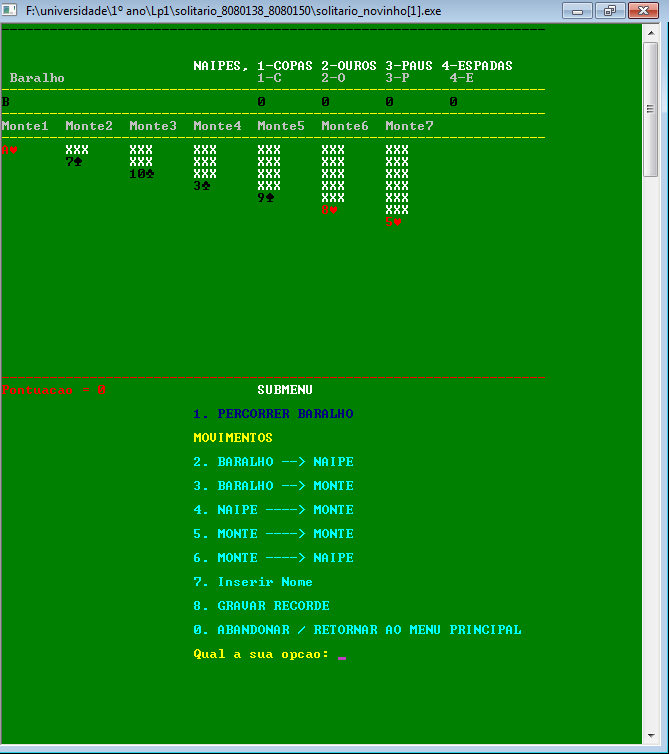 F:\universidade\1º ano\Lp1\solitario_8080138_8080150\solitario_novinho[1].exe
NAIPES, 1-COPAS 2-OUROS 3-PAUS 4-ESPADAS
Baralho 1-C 2-O 3-P 4-E
B 0 0 0 0
Monte1 Monte2 Monte3 Monte4 Monte5 Monte6 Monte7
XXX XXX XXX XXX XXX XXX
7♣ XXX XXX XXX XXX XXX
10♣ XXX XXX XXX XXX
3♣ XXX XXX XXX
9♣ XXX XXX
XXX
5♥
Pontuacao = 0 SUBMENU
1. PERCORRER BARALHO
MOVIMENTOS
2. BARALHO --> NAIPE
3. BARALHO --> MONTE
4. NAIPE ----> MONTE
5. MONTE ----> MONTE
6. MONTE ----> NAIPE
7. Inserir Nome
8. GRAVAR RECORDE
0. ABANDONAR / RETORNAR AO MENU PRINCIPAL
Qual a sua opcao: _